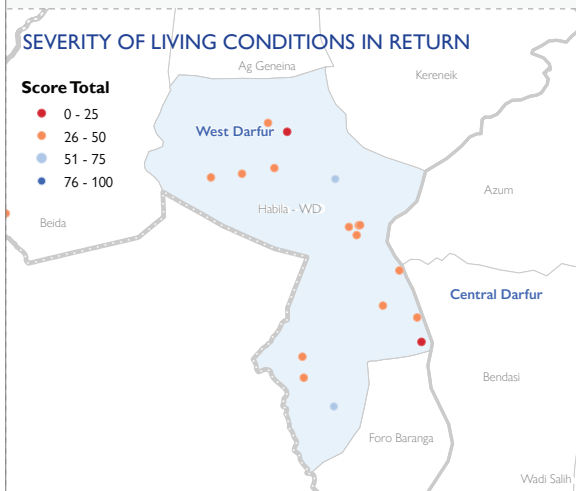 SEVERITY OF LIVING CONDITIONS IN RETURN
Ag Geneina
Kereneik
Score Total
0 - 25
26 - 50
51 - 75
76 - 100
West Darfur
Azum
Habila - WD
Beida
Central Darfur
Bendasi
Foro Baranga
Wadi Salih